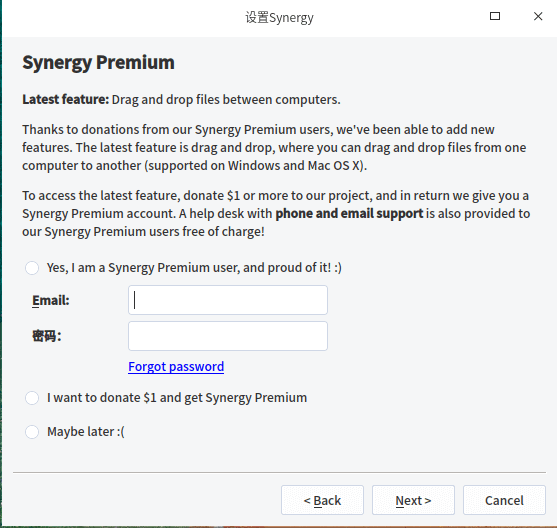 设置Synergy
Synergy Premium
Latest feature: Drag and drop files between computers.
Thanks to donations from our Synergy Premium users, we've been able to add new
features. The latest feature is drag and drop, where you can drag and drop files from one
computer to another (supported on Windows and Mac OS X).
To access the latest feature, donate $1 or more to our project, and in return we give you a
Synergy Premium account. A help desk with phone and email support is also provided to
our Synergy Premium users free of charge!
Yes, I am a Synergy Premium user, and proud of it! :)
Email:
密码：
Forgot password
I want to donate $1 and get Synergy Premium
Maybe later :(
< Back
Next >
Cancel